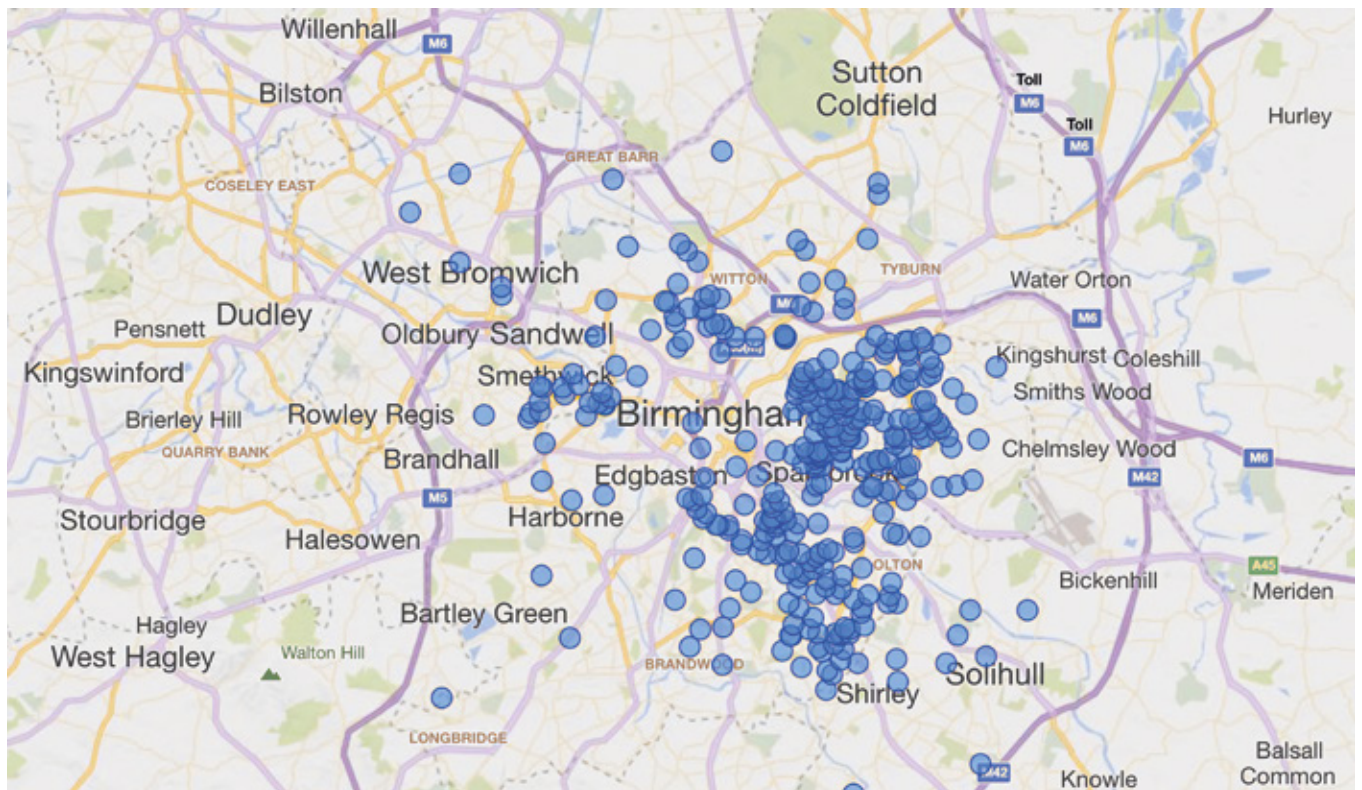 Willenhall
M6
Sutton
Coldfield
Toll
M6
Bilston
Hurley
Toll
M6
GREAT BARR
COSELEY EAST
West Bromwich
WITTON
TYBURN
Water Orton
Dudley
M6
M6
Pensnett
Oldbury Sandwell
Kingshurst Coleshill
Kingswinford
Smethwick
Smiths Wood
Brierley Hill
Rowley Regis
Birmingham
QUARRY BANK
Brandhall
Chelmsley Wood
M6
Edgbaston
Sparkbrook
M42
M5
Stourbridge
Harborne
Halesowen
OLTON
A45
Bickenhill
Meriden
Bartley Green
Hagley
West Hagley
Walton Hill
BRANDWOOD
Solihull
Shirley
LONGBRIDGE
M42
Knowle
Balsall
Common